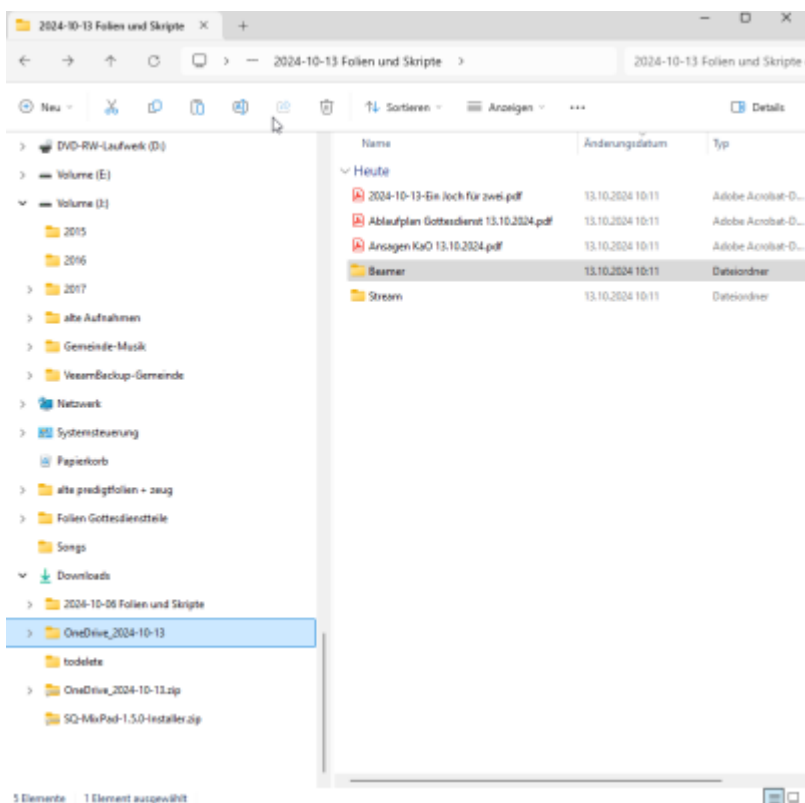 2024-10-13 Folien und Skripte
2024-10-13 Folien und Skripte
2024-10-13 Folien und Skripte
Neu
Sortieren
Anzeigen
Details
Name Änderungsdatum Typ
Heute
2024-10-13-Ein Joch für zwei.pdf 13.10.2024 10:11 Adobe Acrobat-D...
Ablaufplan Gottesdienst 13.10.2024.pdf 13.10.2024 10:11 Adobe Acrobat-D...
Ansagen KaO 13.10.2024.pdf 13.10.2024 10:11 Adobe Acrobat-D...
Beamer 13.10.2024 10:11 Dateiordner
Stream 13.10.2024 10:11 Dateiordner
DVD-RW-Laufwerk (D:)
Volume (E:)
Volume (I:)
2015
2016
2017
alte Aufnahmen
Gemeinde-Musik
VeeamBackup-Gemeinde
Netzwerk
Systemsteuerung
Papierkorb
alte predigtfolien + zeug
Folien Gottesdienstteile
Songs
Downloads
2024-10-06 Folien und Skripte
OneDrive_2024-10-13
todelete
OneDrive_2024-10-13.zip
SQ-MixPad-1.5.0-Installer.zip
5 Elemente 1 Element ausgewählt